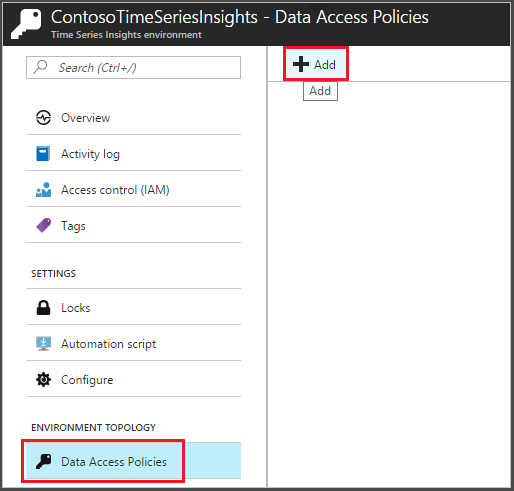 ContosoTimeSeriesInsights - Data Access Policies
Time Series Insights environment
Search (Ctrl+/)
Add
Add
Overview
Activity log
Access control (IAM)
Tags
SETTINGS
Locks
Automation script
Configure
ENVIRONMENT TOPOLOGY
Data Access Policies